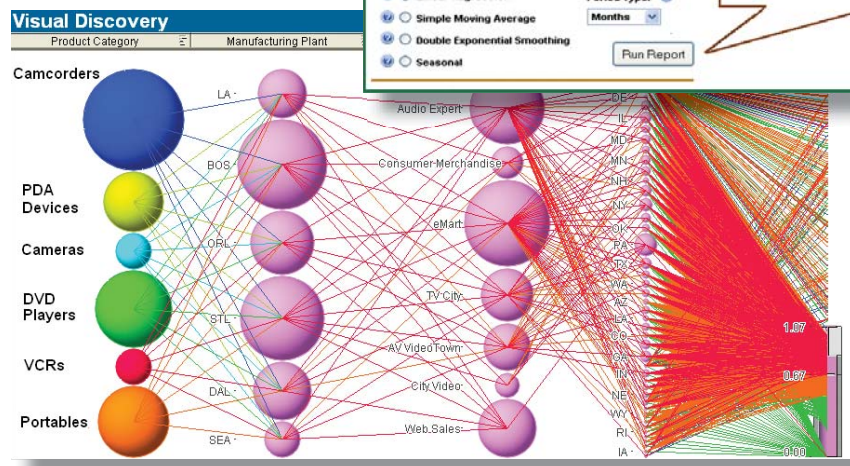 Visual Discovery
Product Category
Manufacturing Plant
Simple Moving Average
Double Exponential Smoothing
Seasonal
Months
Run Report
Camcorders
PDA
Devices
Cameras
DVD
Players
VCRs
Portables
LA
BOS
ORL
STL
DAL
SEA
Audio Expert
Consumer Merchandise
eMart
TV City
AV VideoTown
City Video
Web Sales
DE
IL
MD
MN
NH
NY
OK
PA
TX
WA
AZ
LA
CO
GA
IN
NE
WY
RI
IA
1.07
0.67
0.00